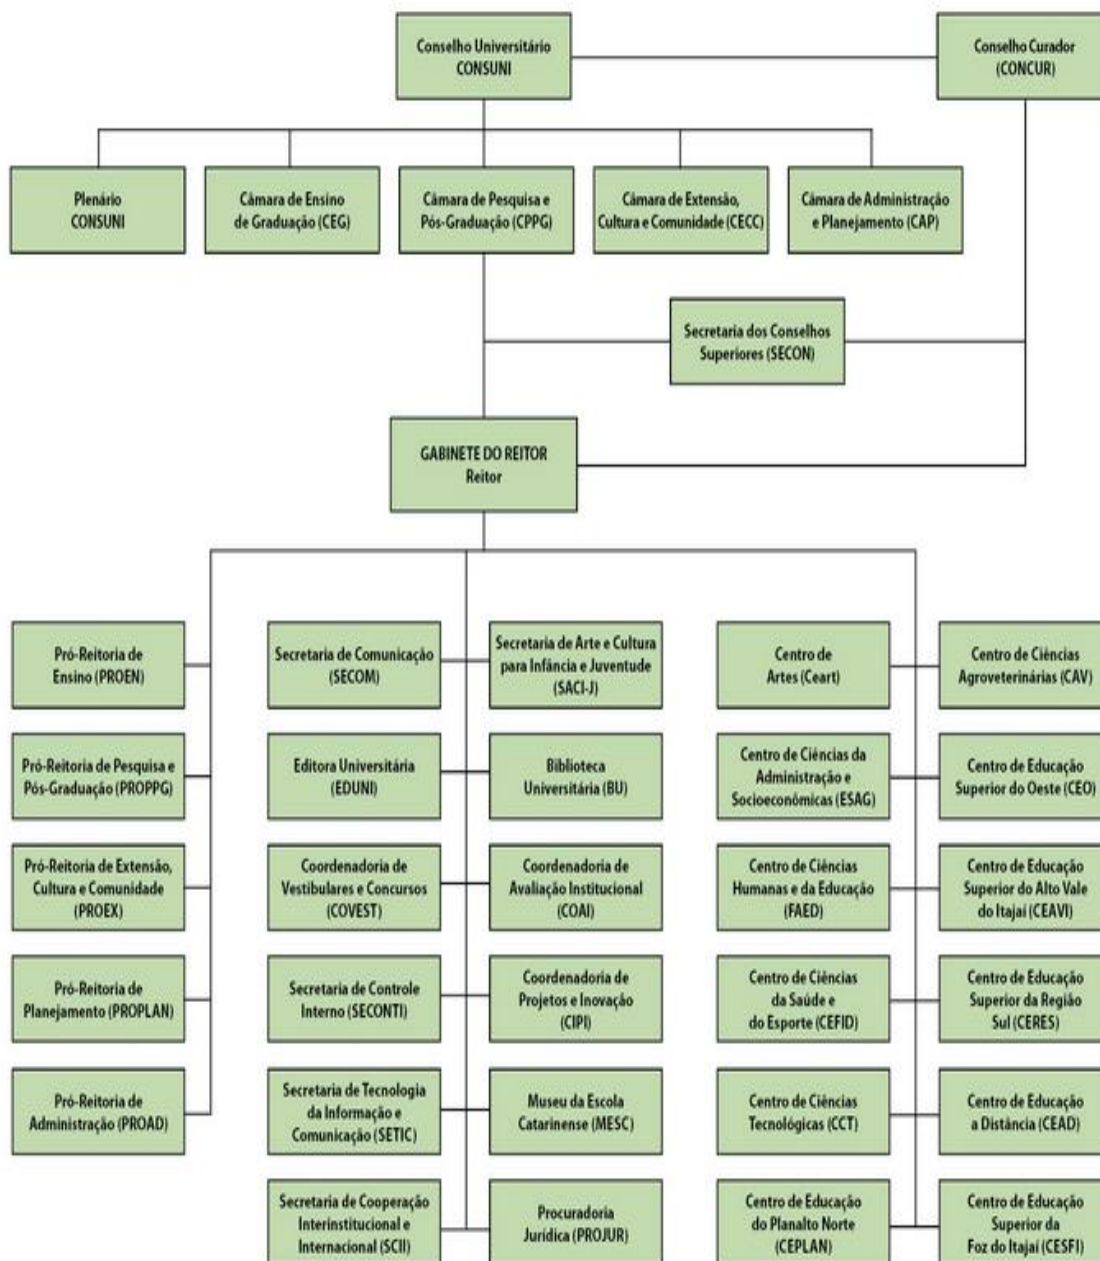 Conselho Universitário
CONSUNI
Conselho Curador
(CONCUR)
Plenário
CONSUNI
Câmara de Ensino
de Graduação (CEG)
Câmara de Pesquisa e
Pós-Graduação (CPPG)
Câmara de Extensão,
Cultura e Comunidade (CECC)
Câmara de Administração
e Planejamento (CAP)
Secretaria dos Conselhos
Superiores (SECON)
GABINETE DO REITOR
Reitor
Pró-Reitoria de
Ensino (PROEN)
Secretaria de Comunicação
(SECOM)
Secretaria de Arte e Cultura
para Infância e Juventude
(SACI-J)
Centro de
Artes (Ceart)
Centro de Ciências
Agroveterinárias (CAV)
Pró-Reitoria de Pesquisa e
Pós-Graduação (PROPPG)
Editora Universitária
(EDUNI)
Biblioteca
Universitária (BU)
Centro de Ciências da
Administração e
Socioeconômicas (ESAG)
Centro de Educação
Superior do Oeste (CEO)
Pró-Reitoria de Extensão,
Cultura e Comunidade
(PROEX)
Coordenadoria de
Vestibulares e Concursos
(COVEST)
Coordenadoria de
Avaliação Institucional
(COAI)
Centro de Ciências
Humanas e da Educação
(FAED)
Centro de Educação
Superior do Alto Vale
do Itajaí (CEAVI)
Pró-Reitoria de
Planejamento (PROPLAN)
Secretaria de Controle
Interno (SECONTI)
Coordenadoria de
Projetos e Inovação
(CIPI)
Centro de Ciências
da Saúde e
do Esporte (CEFID)
Centro de Educação
Superior da Região
Sul (CERES)
Pró-Reitoria de
Administração (PROAD)
Secretaria de Tecnologia
da Informação e
Comunicação (SETIC)
Museu da Escola
Catarinense (MESC)
Centro de Ciências
Tecnológicas (CCT)
Centro de Educação
a Distância (CEAD)
Secretaria de Cooperação
Interinstitucional e
Internacional (SCII)
Procuradoria
Jurídica (PROJUR)
Centro de Educação
do Planalto Norte
(CEPLAN)
Centro de Educação
Superior da
Foz do Itajaí (CESFI)